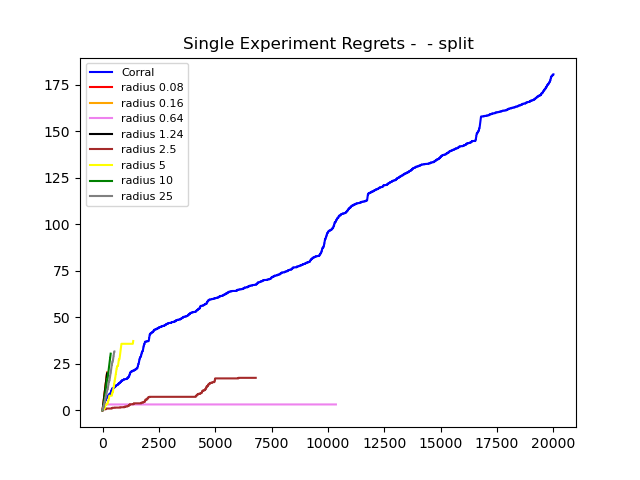 Single Experiment Regrets -  - split
Corral
radius 0.08
radius 0.16
radius 0.64
radius 1.24
radius 2.5
radius 5
radius 10
radius 25
175
150
125
100
75
50
25
0
0 2500 5000 7500 10000 12500 15000 17500 20000